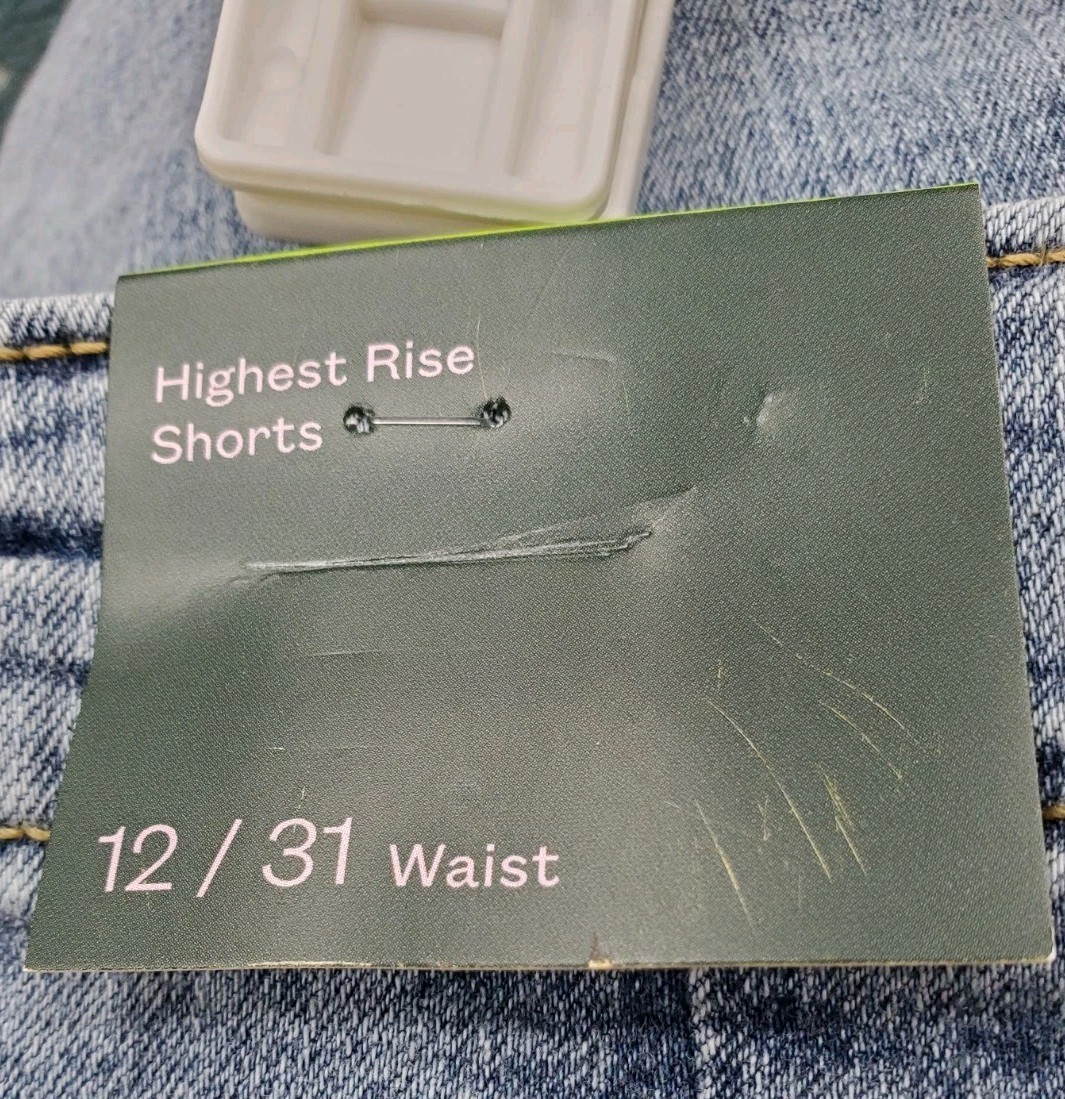 Highest Rise
Shorts
12 / 31 Waist